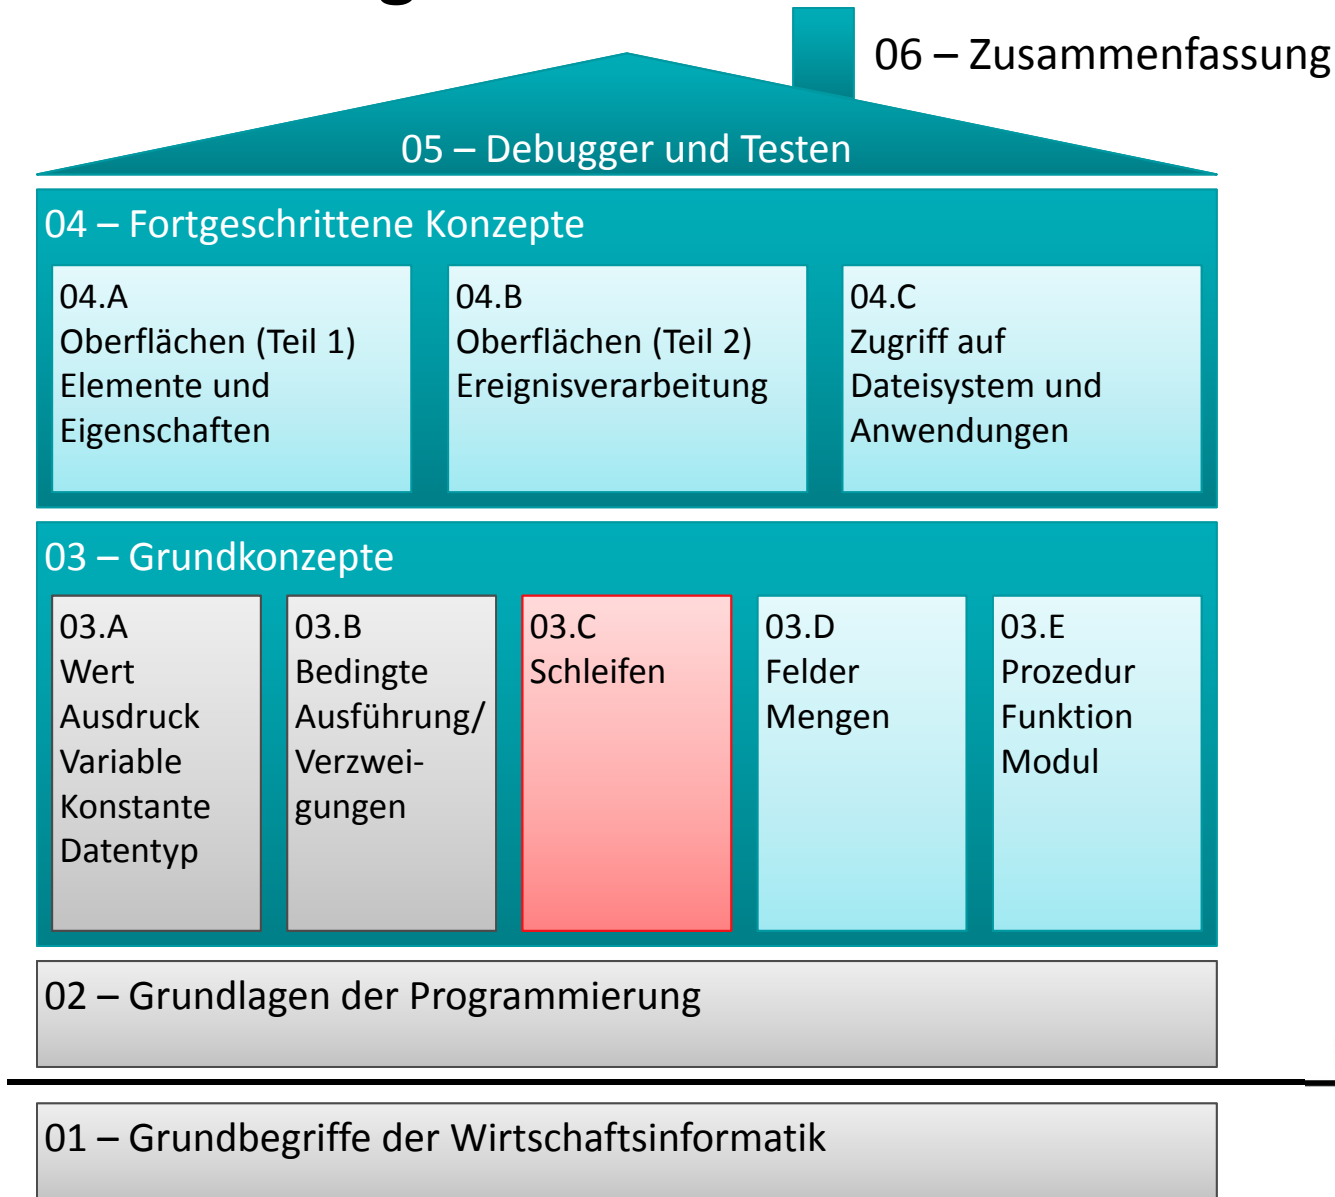 06 – Zusammenfassung
05 – Debugger und Testen
04 – Fortgeschrittene Konzepte
04.A
Oberflächen (Teil 1)
Elemente und
Eigenschaften
04.B
Oberflächen (Teil 2)
Ereignisverarbeitung
04.C
Zugriff auf
Dateisystem und
Anwendungen
03 – Grundkonzepte
03.A
Wert
Ausdruck
Variable
Konstante
Datentyp
03.B
Bedingte
Ausführung/
Verzwei-
gungen
03.C
Schleifen
03.D
Felder
Mengen
03.E
Prozedur
Funktion
Modul
02 – Grundlagen der Programmierung
01 – Grundbegriffe der Wirtschaftsinformatik